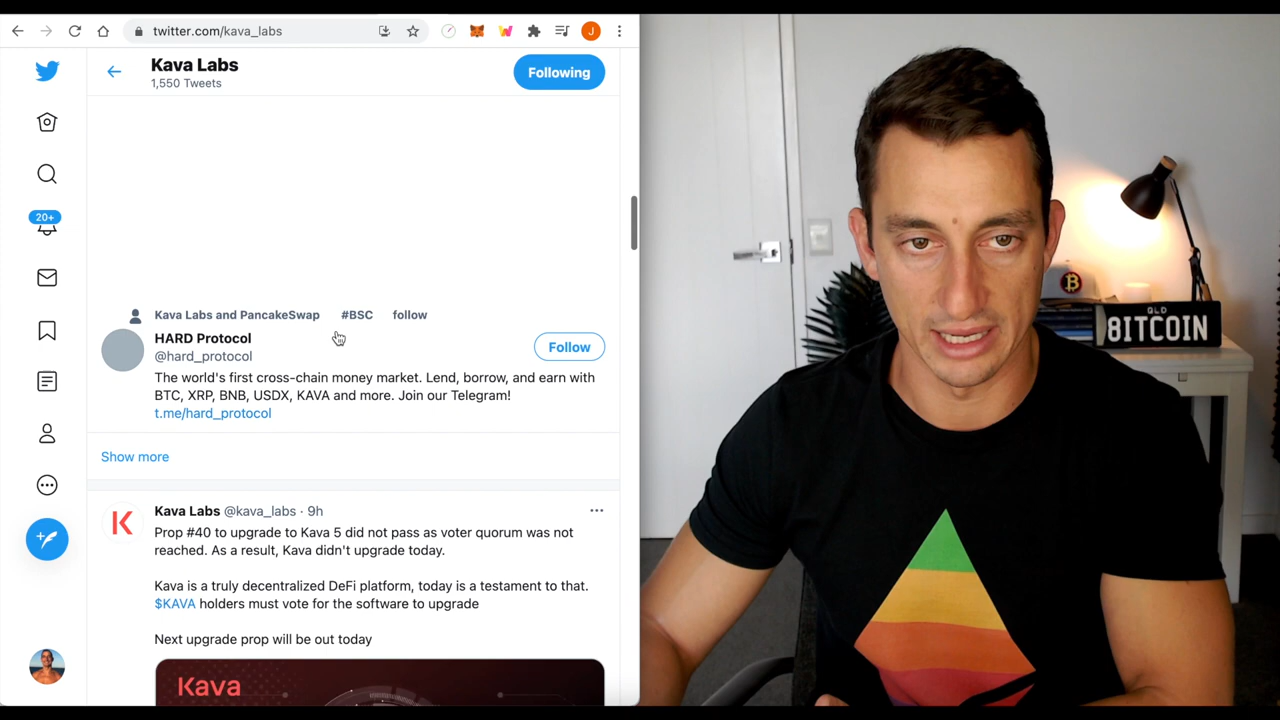 twitter.com/kava_labs
J
Kava Labs
1,550 Tweets
Following
20+
Kava Labs and PancakeSwap #BSC follow
HARD Protocol
@hard_protocol
Follow
The world's first cross-chain money market. Lend, borrow, and earn with
BTC, XRP, BNB, USDX, KAVA and more. Join our Telegram!
t.me/hard_protocol
Show more
Kava Labs @kava_labs · 9h
Prop #40 to upgrade to Kava 5 did not pass as voter quorum was not
reached. As a result, Kava didn't upgrade today.
Kava is a truly decentralized DeFi platform, today is a testament to that.
$KAVA holders must vote for the software to upgrade
Next upgrade prop will be out today
Kava
QLD
8ITCOIN